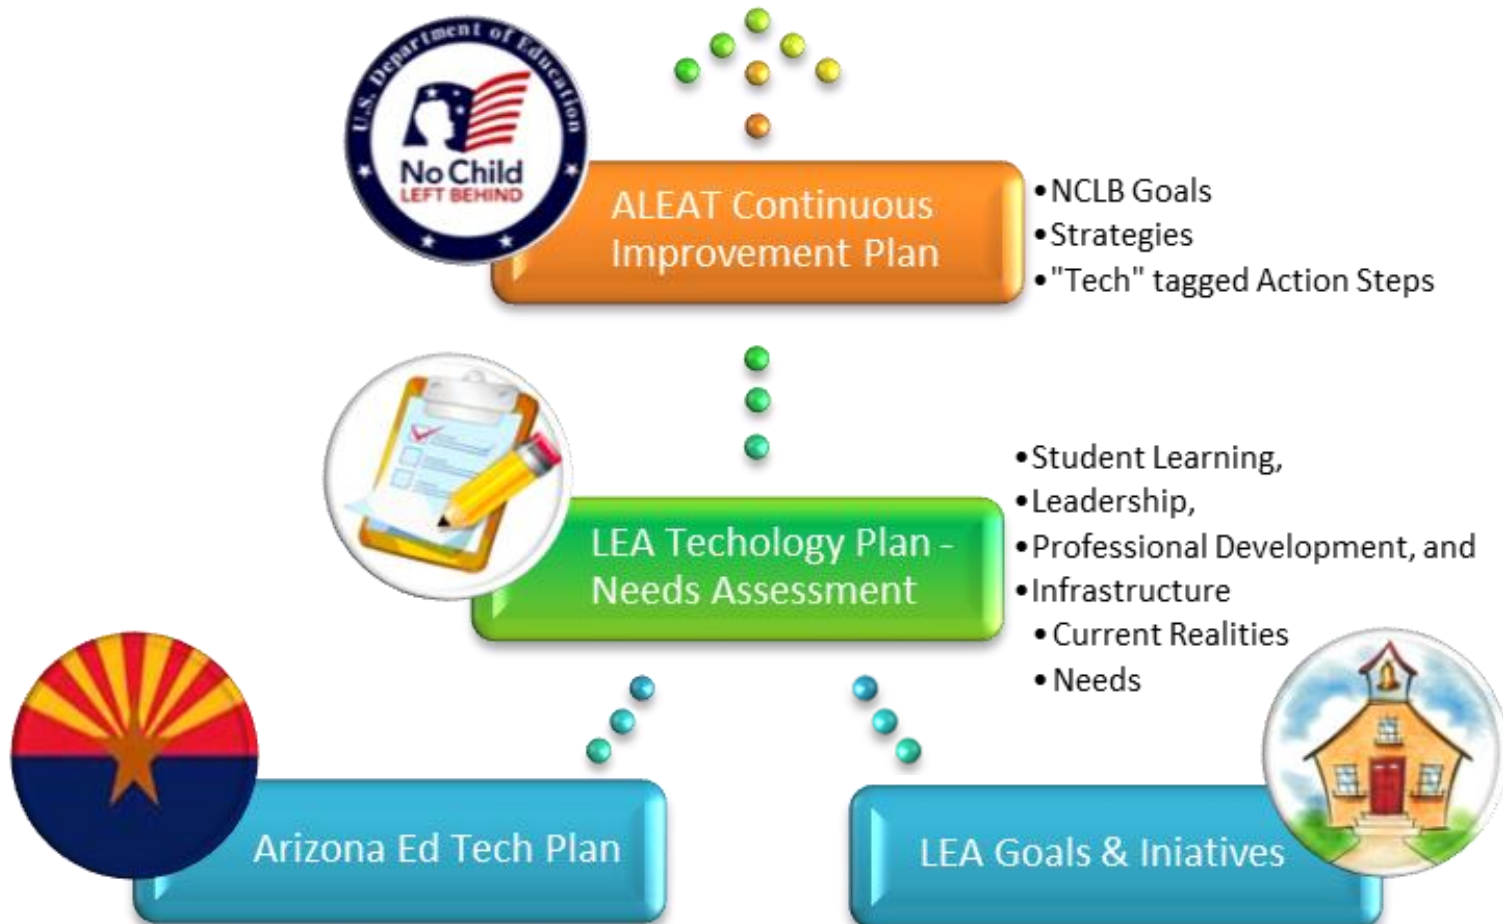 U.S. Department of Education
No Child
LEFT BEHIND
ALEAT Continuous
Improvement Plan
•NCLB Goals
•Strategies
•"Tech" tagged Action Steps
LEA Techology Plan –
Needs Assessment
•Student Learning,
•Leadership,
•Professional Development, and
•Infrastructure
•Current Realities
•Needs
Arizona Ed Tech Plan
LEA Goals & Iniatives